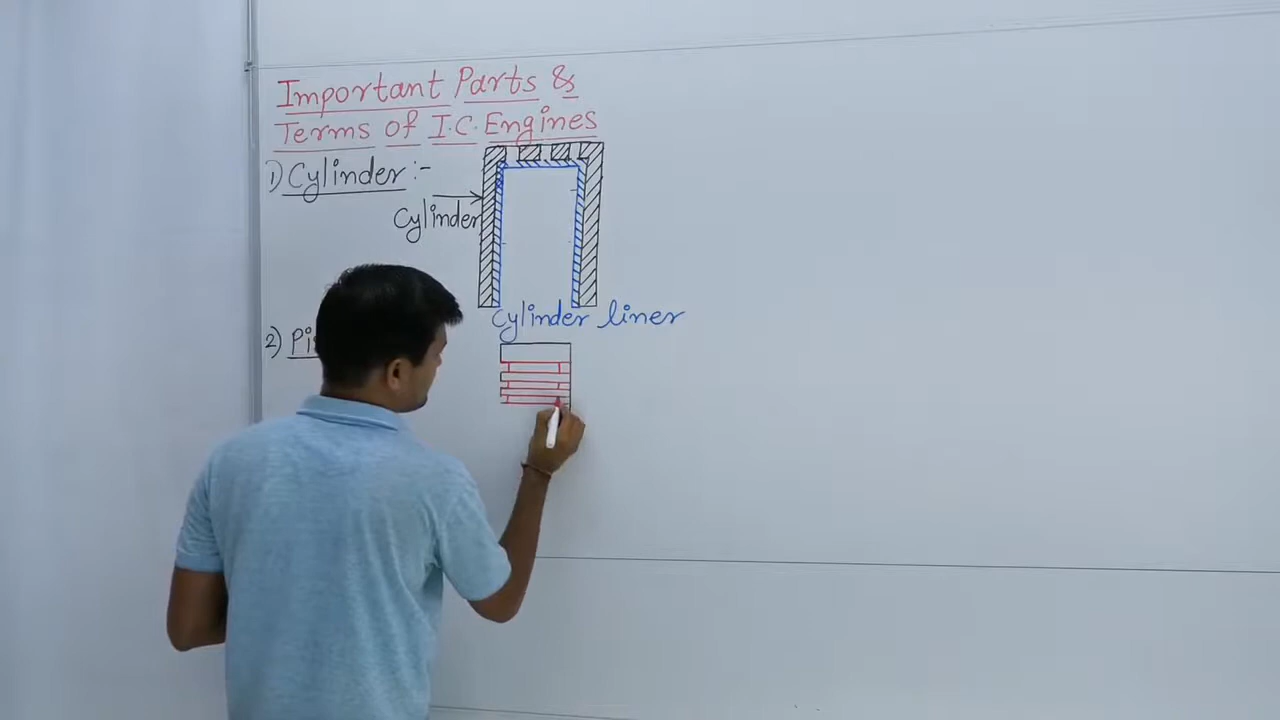 Important Parts &
Terms of I.C. Engines
1) Cylinder :-
Cylinder
Cylinder liner
2)